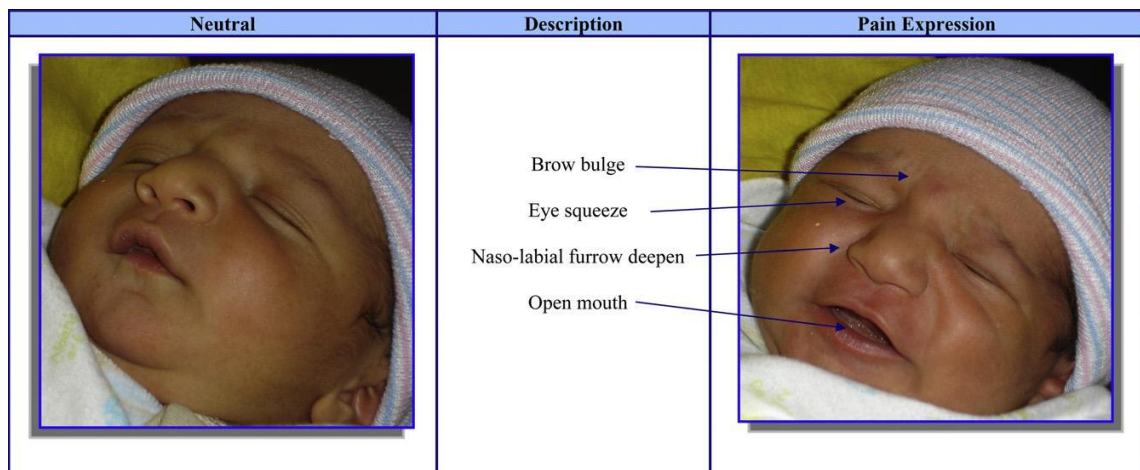 Neutral
Description
Pain Expression
Brow bulge
Eye squeeze
Naso-labial furrow deepen
Open mouth